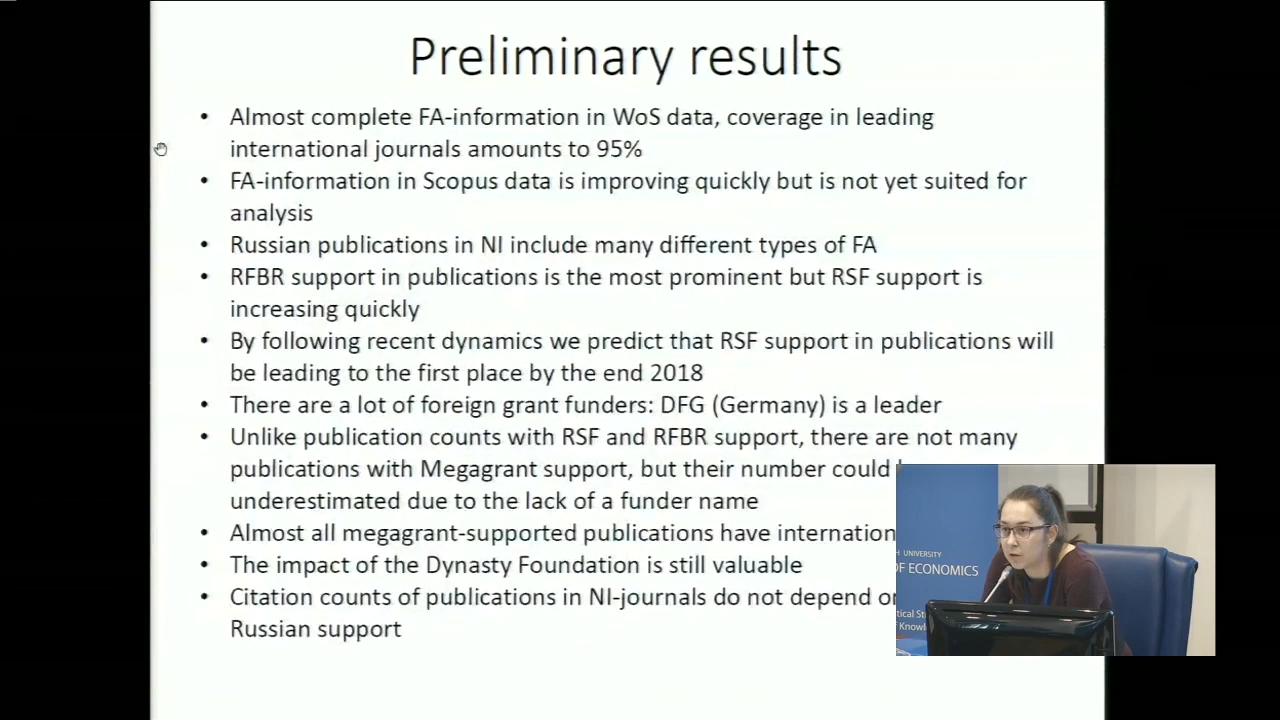 Preliminary results
• Almost complete FA-information in WoS data, coverage in leading
international journals amounts to 95%
• FA-information in Scopus data is improving quickly but is not yet suited for
analysis
• Russian publications in NI include many different types of FA
• RFBR support in publications is the most prominent but RSF support is
increasing quickly
• By following recent dynamics we predict that RSF support in publications will
be leading to the first place by the end 2018
• There are a lot of foreign grant funders: DFG (Germany) is a leader
• Unlike publication counts with RSF and RFBR support, there are not many
publications with Megagrant support, but their number could
underestimated due to the lack of a funder name
• Almost all megagrant-supported publications have internation
• The impact of the Dynasty Foundation is still valuable
• Citation counts of publications in NI-journals do not depend
Russian support
UNIVERSITY
OF ECONOMICS